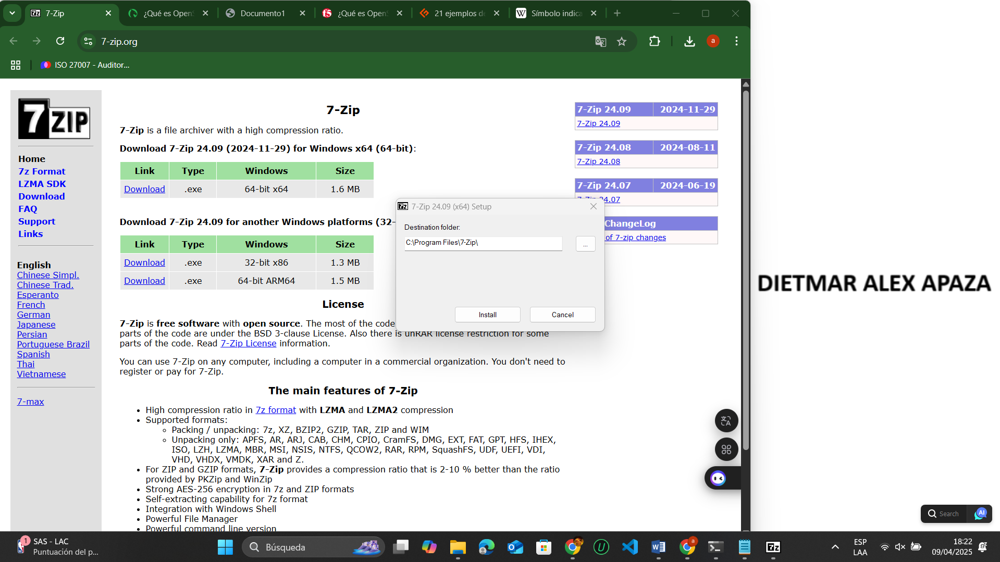 7-Zip
¿Qué es Open
Documento1
¿Qué es Open
21 ejemplos de
Símbolo indica
7-zip.org
a
ISO 27007 - Auditor...
7ZIP
Home
7z Format
LZMA SDK
Download
FAQ
Support
Links
English
Chinese Simpl.
Chinese Trad.
Esperanto
French
German
Japanese
Persian
Portuguese Brazil
Spanish
Thai
Vietnamese
7-max
7-Zip
7-Zip is a file archiver with a high compression ratio.
Download 7-Zip 24.09 (2024-11-29) for Windows x64 (64-bit):
Link Type Windows Size
Download .exe 64-bit x64 1.6 MB
Download 7-Zip 24.09 for another Windows platforms (32-
Link Type Windows Size
Download .exe 32-bit x86 1.3 MB
Download .exe 64-bit ARM64 1.5 MB
License
7-Zip is free software with open source. The most of the code
parts of the code are under the BSD 3-clause License. Also there is unRAR license restriction for some
parts of the code. Read 7-Zip License information.
You can use 7-Zip on any computer, including a computer in a commercial organization. You don't need to
register or pay for 7-Zip.
The main features of 7-Zip
High compression ratio in 7z format with LZMA and LZMA2 compression
Supported formats:
Packing / unpacking: 7z, XZ, BZIP2, GZIP, TAR, ZIP and WIM
Unpacking only: APFS, AR, ARJ, CAB, CHM, CPIO, CramFS, DMG, EXT, FAT, GPT, HFS, IHEX,
ISO, LZH, LZMA, MBR, MSI, NSIS, NTFS, QCOW2, RAR, RPM, SquashFS, UDF, UEFI, VDI,
VHD, VHDX, VMDK, XAR and Z.
For ZIP and GZIP formats, 7-Zip provides a compression ratio that is 2-10 % better than the ratio
provided by PKZip and WinZip
Strong AES-256 encryption in 7z and ZIP formats
Self-extracting capability for 7z format
Integration with Windows Shell
Powerful File Manager
Powerful command line version
7-Zip 24.09 2024-11-29
7-Zip 24.09
7-Zip 24.08 2024-08-11
7-Zip 24.08
7-Zip 24.07 2024-06-19
7-Zip 24.07
ChangeLog
of 7-zip changes
7-Zip 24.09 (x64) Setup
Destination folder:
C:\Program Files\7-Zip\
...
Install Cancel
DIETMAR ALEX APAZA
Search AI
1
SAS - LAC
Puntuación del p...
Búsqueda
a
ESP
LAA
18:22
09/04/2025